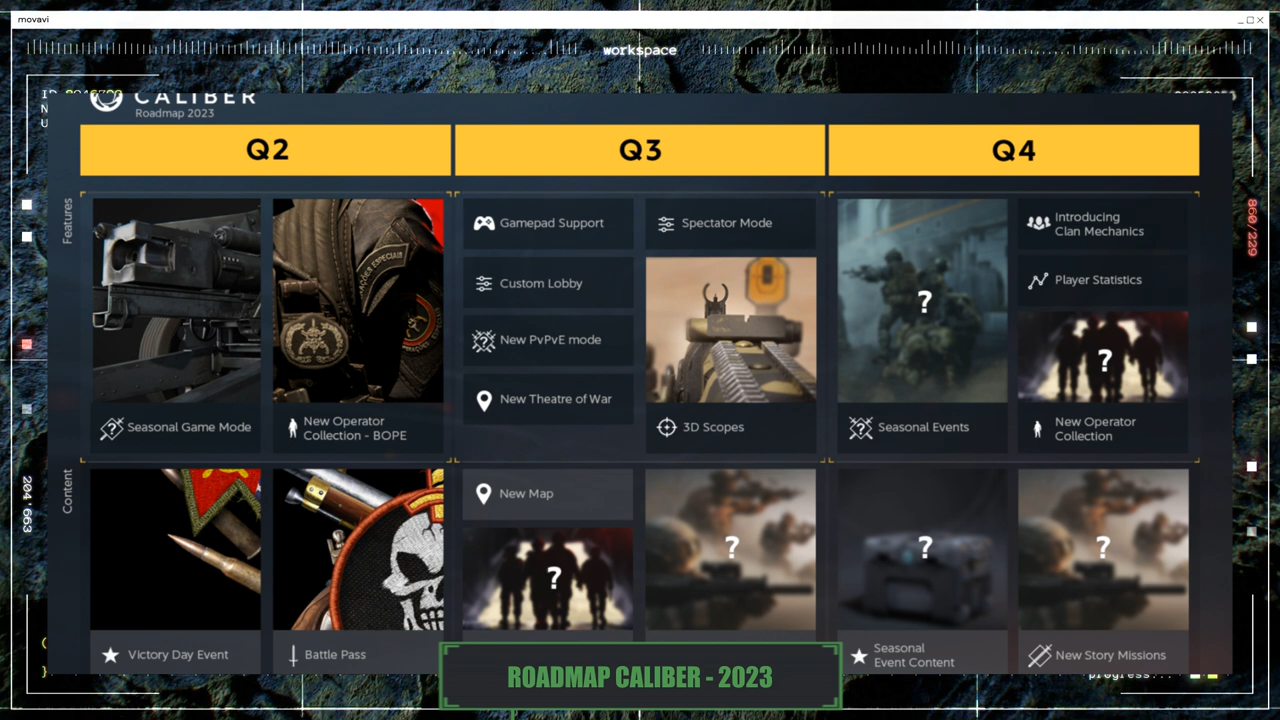 movavi
workspace
CALIBER
Roadmap 2023
Q2
Q3
Q4
Features
Seasonal Game Mode
New Operator
Collection - BOPE
Gamepad Support
Custom Lobby
New PvPvE mode
New Theatre of War
Spectator Mode
3D Scopes
?
Seasonal Events
Introducing
Clan Mechanics
Player Statistics
?
New Operator
Collection
Content
Victory Day Event
Battle Pass
New Map
?
?
?
Seasonal
Event Content
?
New Story Missions
ROADMAP CALIBER - 2023
204'663
860/229
progress...